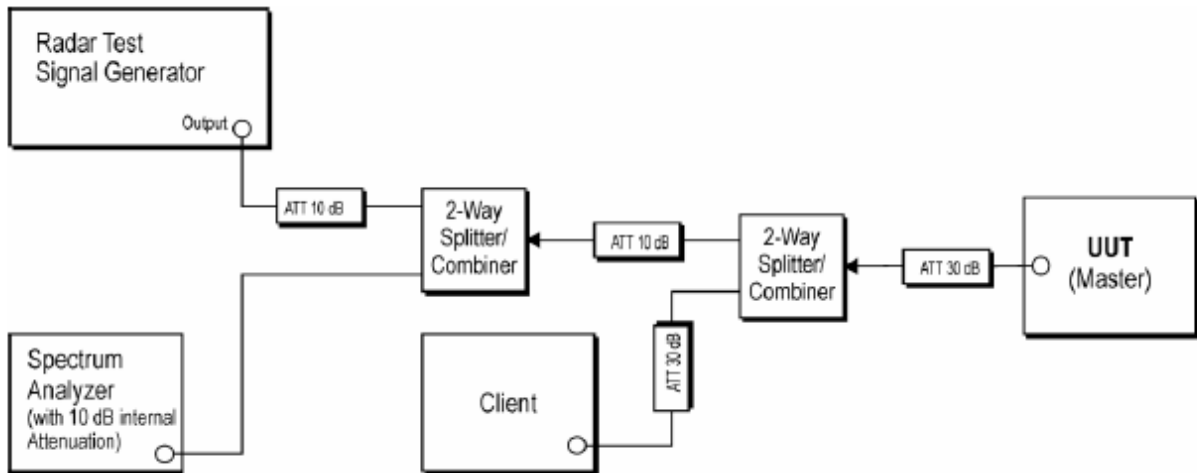 Radar Test
Signal Generator
Output
ATT 10 dB
2-Way
Splitter/
Combiner
ATT 10 dB
2-Way
Splitter/
Combiner
ATT 30 dB
UUT
(Master)
Spectrum
Analyzer
(with 10 dB internal
Attenuation)
Client
ATT 30 dB